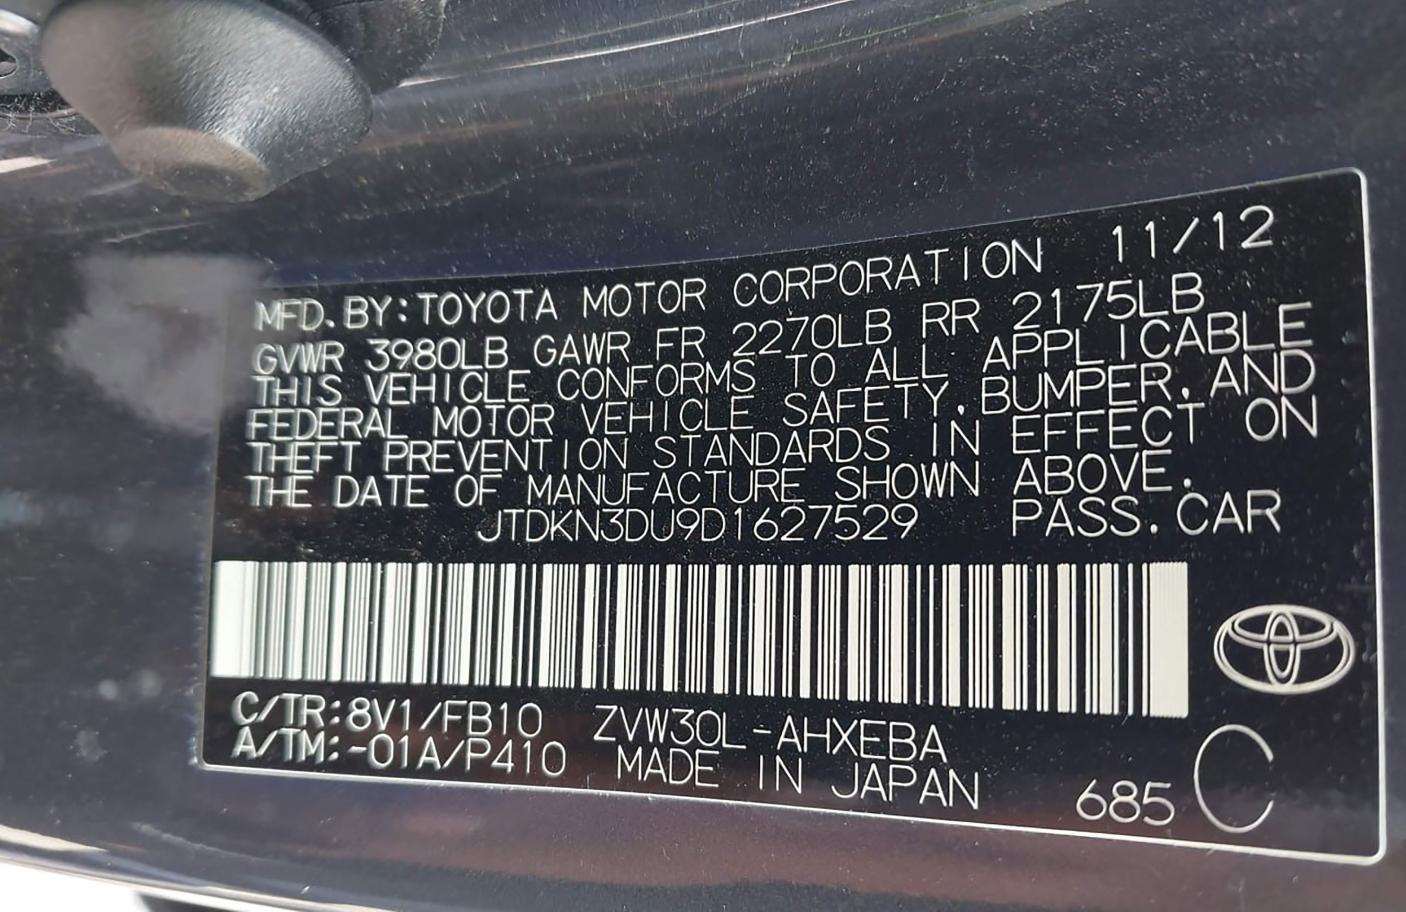 MFD.BY:TOYOTA MOTOR CORPORATION 11/12
GVWR 3980LB GAWR FR 2270LB RR 2175LB
THIS VEHICLE CONFORMS TO ALL APPLICABLE
FEDERAL MOTOR VEHICLE SAFETY,BUMPER,AND
THEFT PREVENTION STANDARDS IN EFFECT ON
THE DATE OF MANUFACTURE SHOWN ABOVE.
JTDKN3DU9D1627529 PASS.CAR
C/TR:8V1/FB10 ZVW30L-AHXEBA
A/TM:-01A/P410 MADE IN JAPAN 685 C